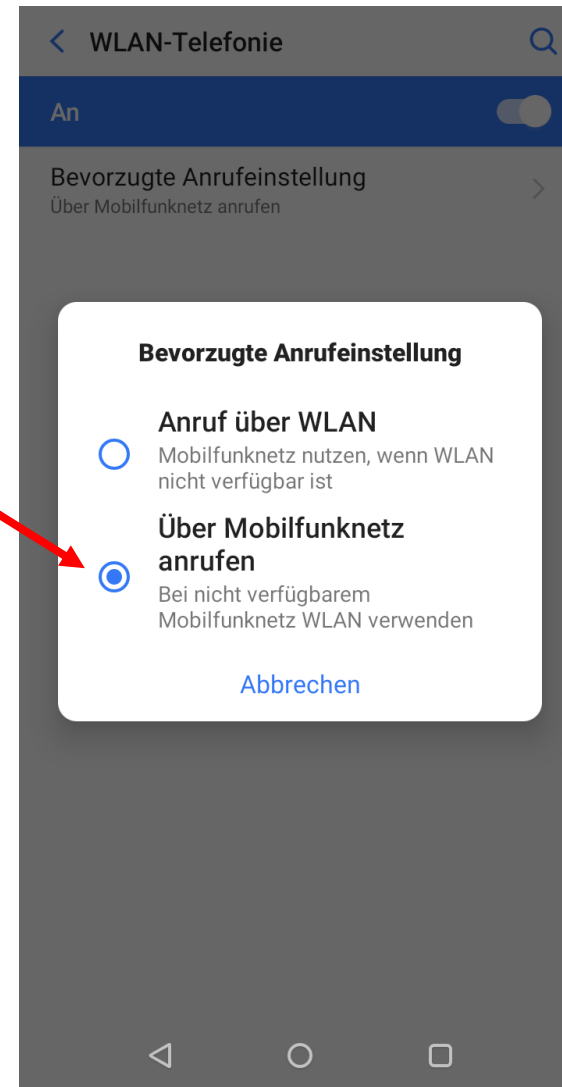 WLAN-Telefonie
An
Bevorzugte Anrufeinstellung
Über Mobilfunknetz anrufen
Bevorzugte Anrufeinstellung
Anruf über WLAN
Mobilfunknetz nutzen, wenn WLAN
nicht verfügbar ist
Über Mobilfunknetz
anrufen
Bei nicht verfügbarem
Mobilfunknetz WLAN verwenden
Abbrechen